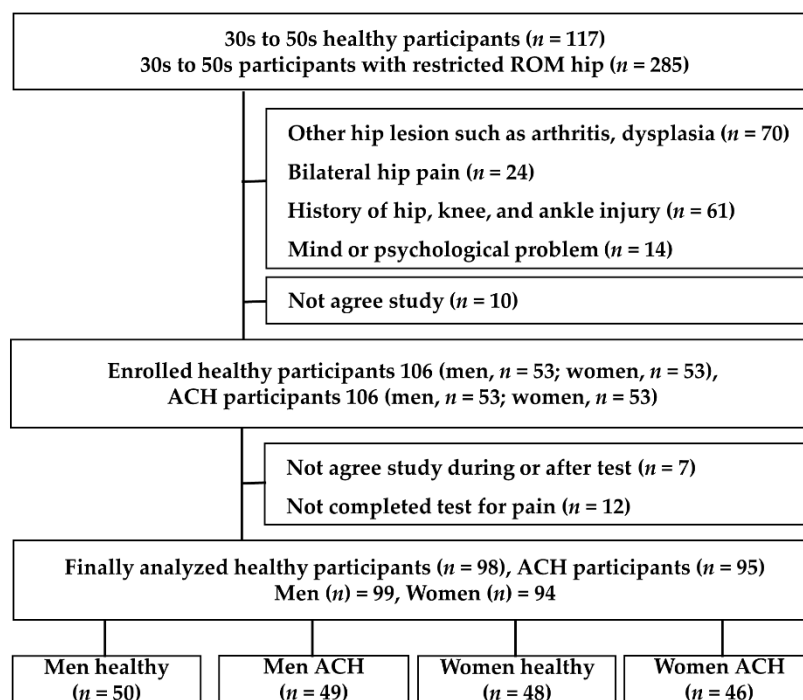 30s to 50s healthy participants (n = 117)
30s to 50s participants with restricted ROM hip (n = 285)
Other hip lesion such as arthritis, dysplasia (n = 70)
Bilateral hip pain (n = 24)
History of hip, knee, and ankle injury (n = 61)
Mind or psychological problem (n = 14)
Not agree study (n = 10)
Enrolled healthy participants 106 (men, n = 53; women, n = 53),
ACH participants 106 (men, n = 53; women, n = 53)
Not agree study during or after test (n = 7)
Not completed test for pain (n = 12)
Finally analyzed healthy participants (n = 98), ACH participants (n = 95)
Men (n) = 99, Women (n) = 94
Men healthy
(n = 50)
Men ACH
(n = 49)
Women healthy
(n = 48)
Women ACH
(n = 46)